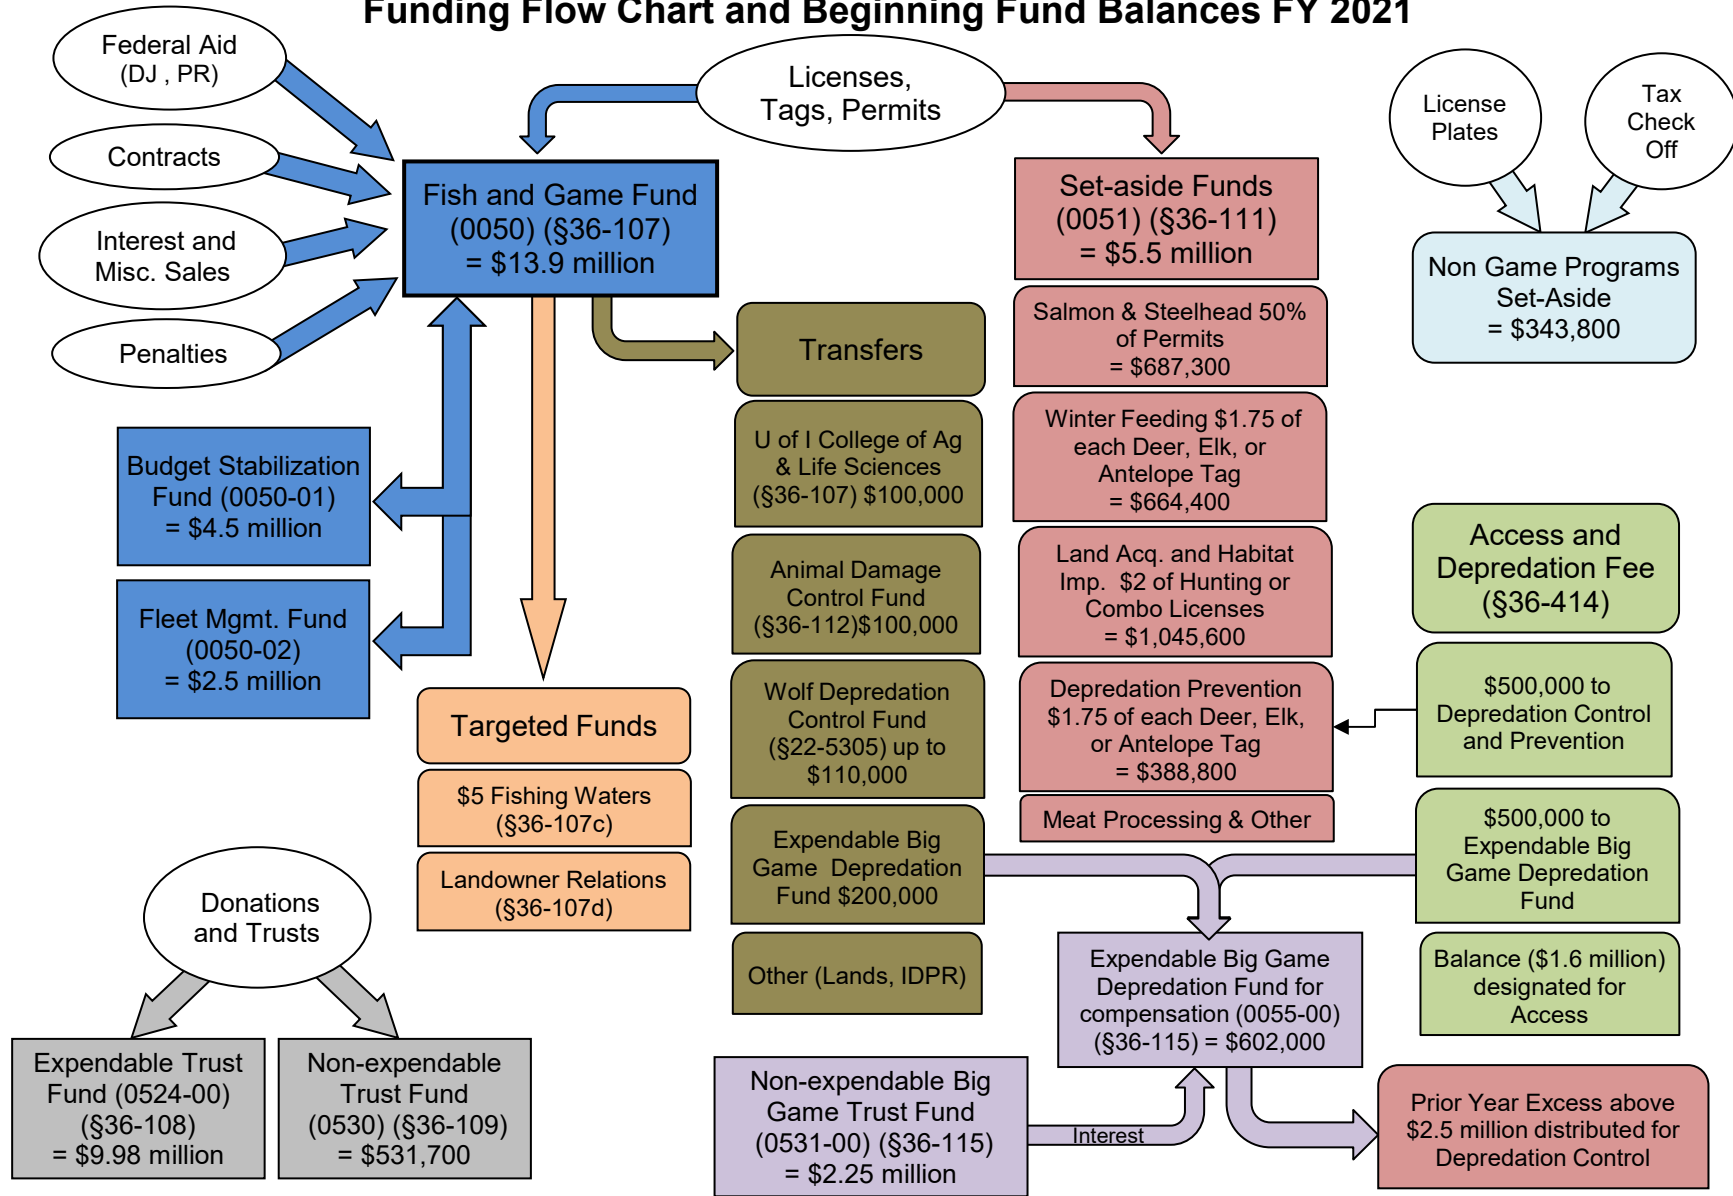 Funding Flow Chart and Beginning Fund Balances FY 2021
Federal Aid
(DJ , PR)
Contracts
Interest and
Misc. Sales
Penalties
Licenses,
Tags, Permits
License
Plates
Tax
Check
Off
Fish and Game Fund
(0050) (§36-107)
= $13.9 million
Set-aside Funds
(0051) (§36-111)
= $5.5 million
Non Game Programs
Set-Aside
= $343,800
Budget Stabilization
Fund (0050-01)
= $4.5 million
Fleet Mgmt. Fund
(0050-02)
= $2.5 million
Targeted Funds
$5 Fishing Waters
(§36-107c)
Landowner Relations
(§36-107d)
Transfers
U of I College of Ag
& Life Sciences
(§36-107) $100,000
Animal Damage
Control Fund
(§36-112)$100,000
Wolf Depredation
Control Fund
(§22-5305) up to
$110,000
Expendable Big
Game  Depredation
Fund $200,000
Other (Lands, IDPR)
Salmon & Steelhead 50%
of Permits
= $687,300
Winter Feeding $1.75 of
each Deer, Elk, or
Antelope Tag
= $664,400
Land Acq. and Habitat
Imp.  $2 of Hunting or
Combo Licenses
= $1,045,600
Depredation Prevention
$1.75 of each Deer, Elk,
or Antelope Tag
= $388,800
Meat Processing & Other
Access and
Depredation Fee
(§36-414)
$500,000 to
Depredation Control
and Prevention
$500,000 to
Expendable Big
Game Depredation
Fund
Balance ($1.6 million)
designated for
Access
Donations
and Trusts
Expendable Trust
Fund (0524-00)
(§36-108)
= $9.98 million
Non-expendable
Trust Fund
(0530) (§36-109)
= $531,700
Expendable Big Game
Depredation Fund for
compensation (0055-00)
(§36-115) = $602,000
Non-expendable Big
Game Trust Fund
(0531-00) (§36-115)
= $2.25 million
Interest
Prior Year Excess above
$2.5 million distributed for
Depredation Control